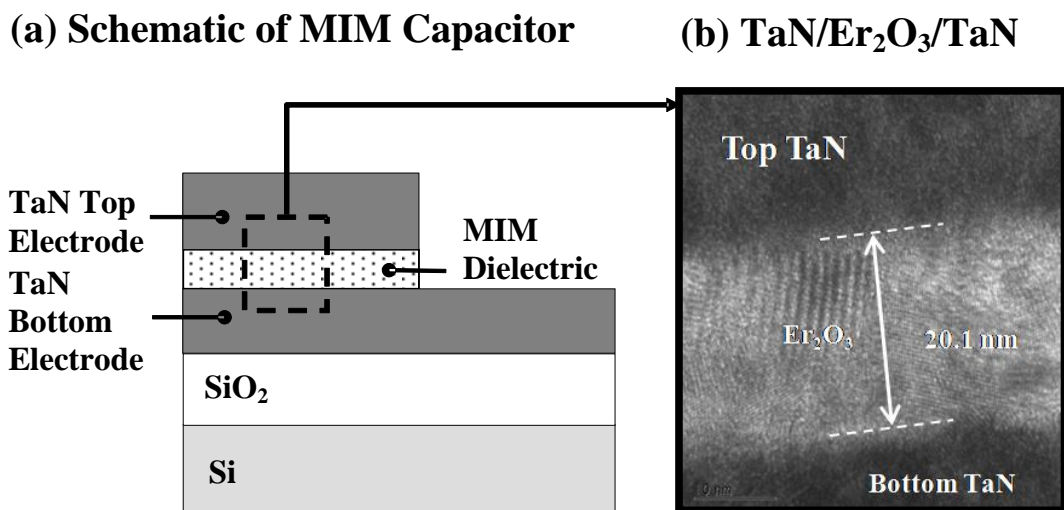 (a) Schematic of MIM Capacitor
(b) TaN/Er₂O₃/TaN
TaN Top
Electrode
TaN
Bottom
Electrode
MIM
Dielectric
SiO₂
Si
Top TaN
Er₂O₃
20.1 nm
Bottom TaN